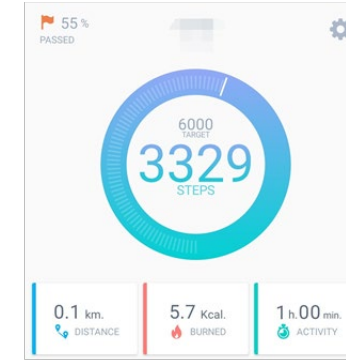 55 %
PASSED
6000
TARGET
3329
STEPS
0.1 km.
DISTANCE
5.7 Kcal.
BURNED
1 h. 00 min.
ACTIVITY